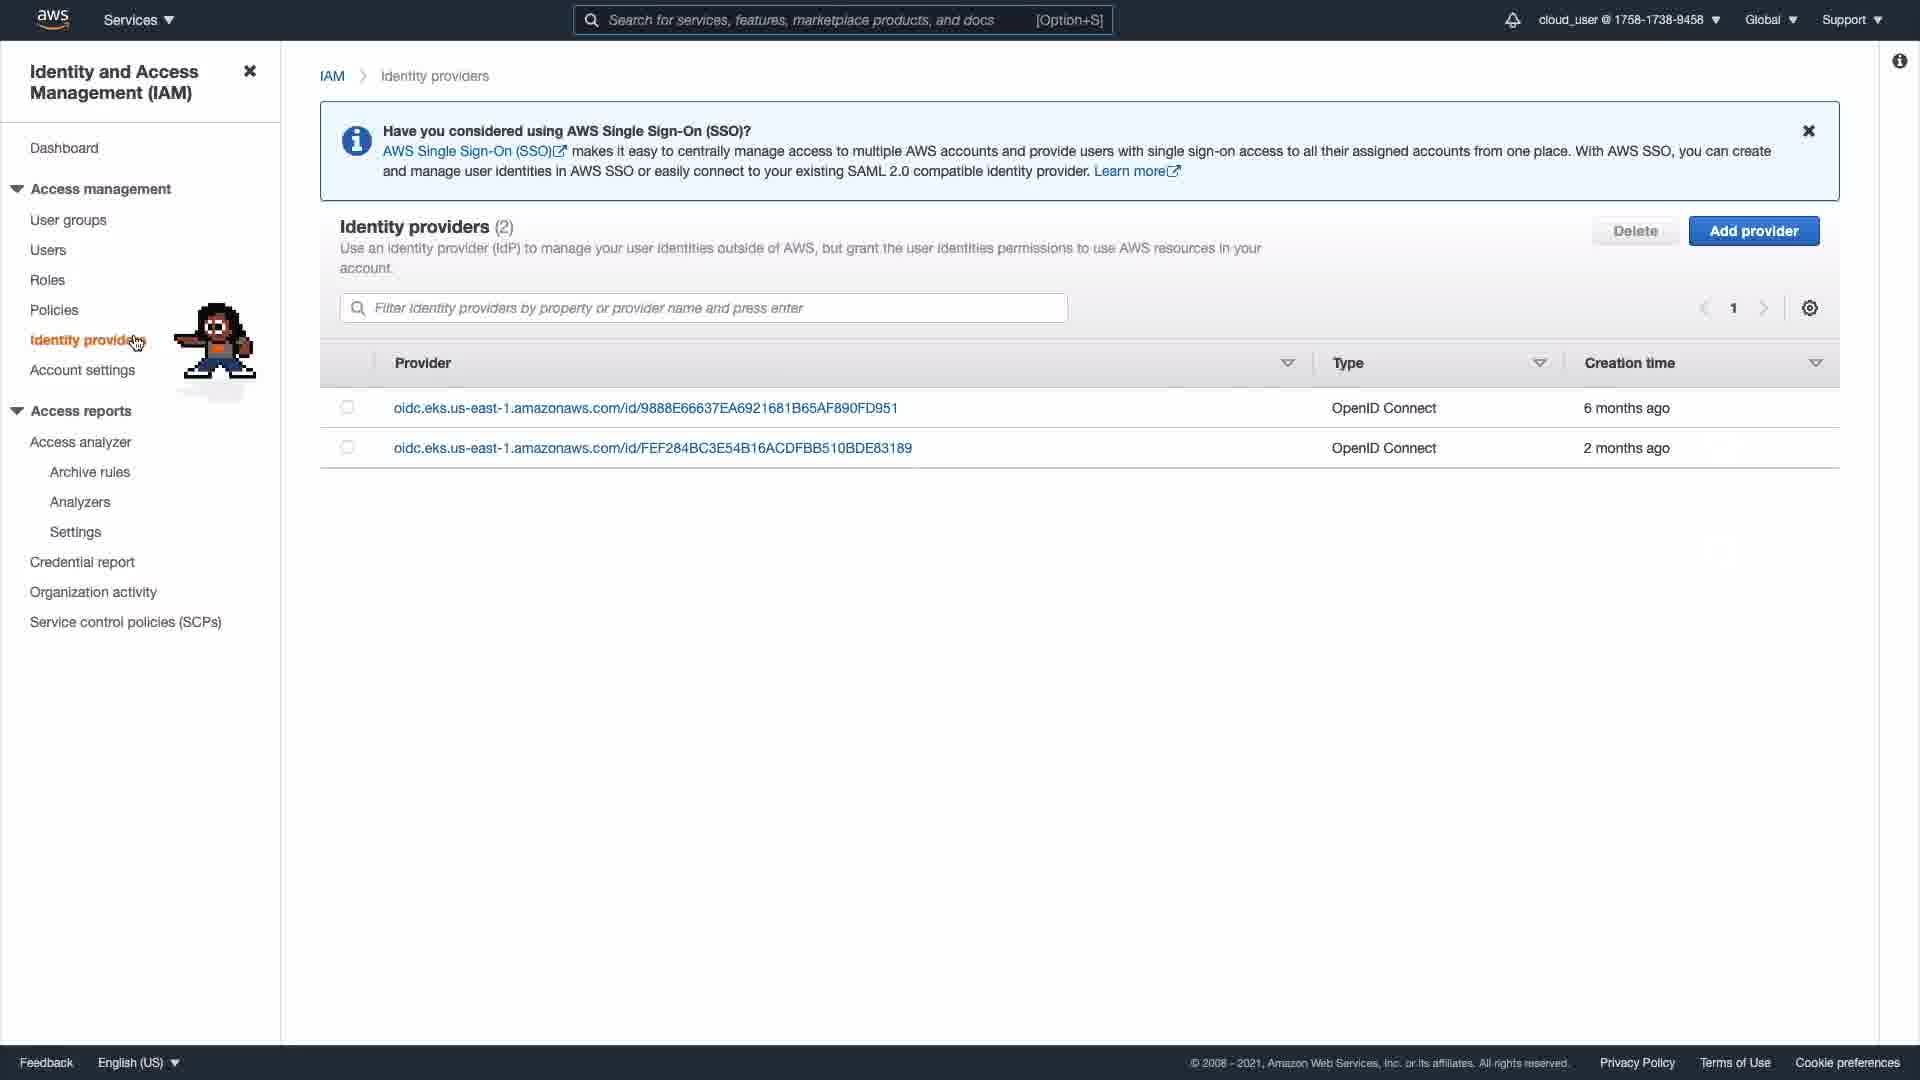 aws
Services
Search for services, features, marketplace products, and docs [Option+S]
cloud_user @ 1758-1738-9458
Global
Support
Identity and Access
Management (IAM)
Dashboard
Access management
User groups
Users
Roles
Policies
Identity providers
Account settings
Access reports
Access analyzer
Archive rules
Analyzers
Settings
Credential report
Organization activity
Service control policies (SCPs)
IAM Identity providers
Have you considered using AWS Single Sign-On (SSO)?
AWS Single Sign-On (SSO) makes it easy to centrally manage access to multiple AWS accounts and provide users with single sign-on access to all their assigned accounts from one place. With AWS SSO, you can create
and manage user identities in AWS SSO or easily connect to your existing SAML 2.0 compatible identity provider. Learn more
Identity providers (2)
Use an identity provider (IdP) to manage your user identities outside of AWS, but grant the user identities permissions to use AWS resources in your
account.
Delete
Add provider
Filter identity providers by property or provider name and press enter
1
Provider Type Creation time
oidc.eks.us-east-1.amazonaws.com/id/9888E66637EA6921681B65AF890FD951 OpenID Connect 6 months ago
oidc.eks.us-east-1.amazonaws.com/id/FEF284BC3E54B16ACDFBB510BDE83189 OpenID Connect 2 months ago
Feedback English (US)
© 2008 - 2021, Amazon Web Services, Inc. or its affiliates. All rights reserved. Privacy Policy Terms of Use Cookie preferences